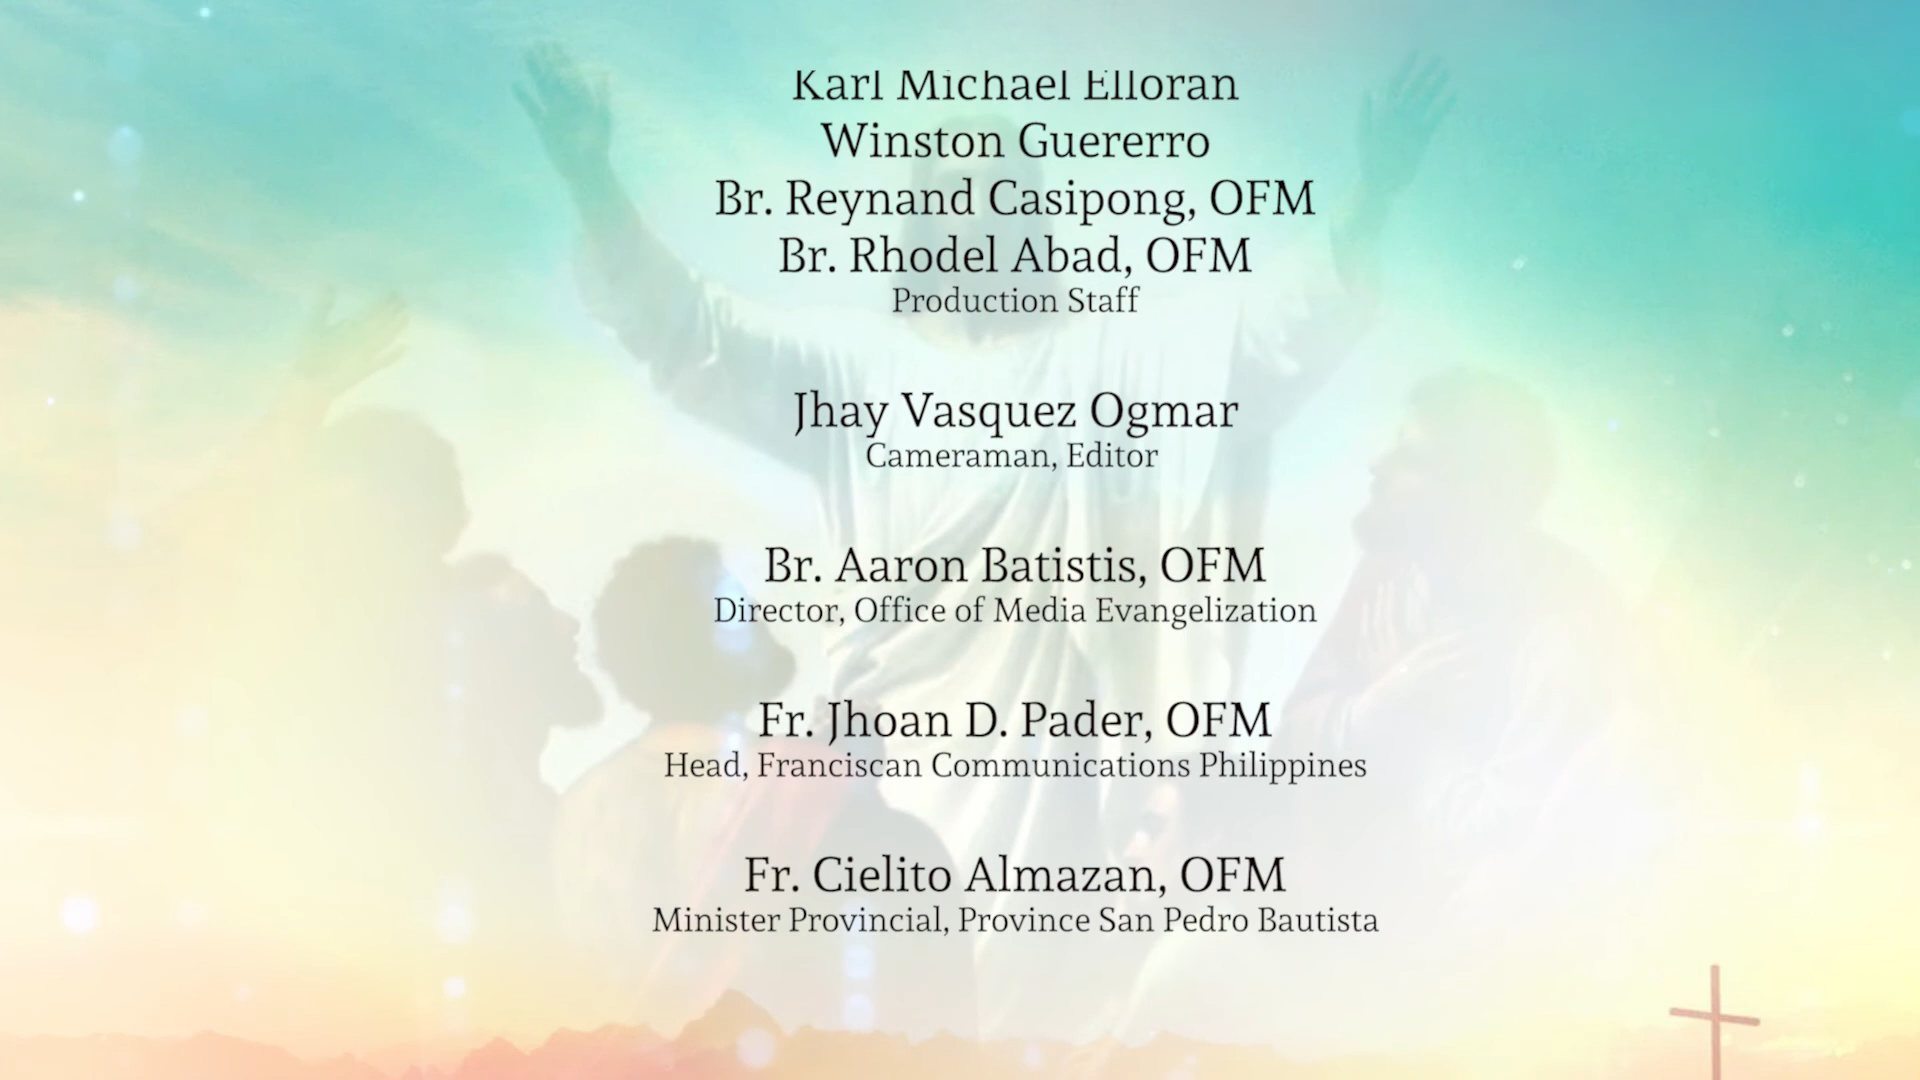 Karl Michael Elloran
Winston Guererro
Br. Reynand Casipong, OFM
Br. Rhodel Abad, OFM
Production Staff
Jhay Vasquez Ogmar
Cameraman, Editor
Br. Aaron Batistis, OFM
Director, Office of Media Evangelization
Fr. Jhoan D. Pader, OFM
Head, Franciscan Communications Philippines
Fr. Cielito Almazan, OFM
Minister Provincial, Province San Pedro Bautista